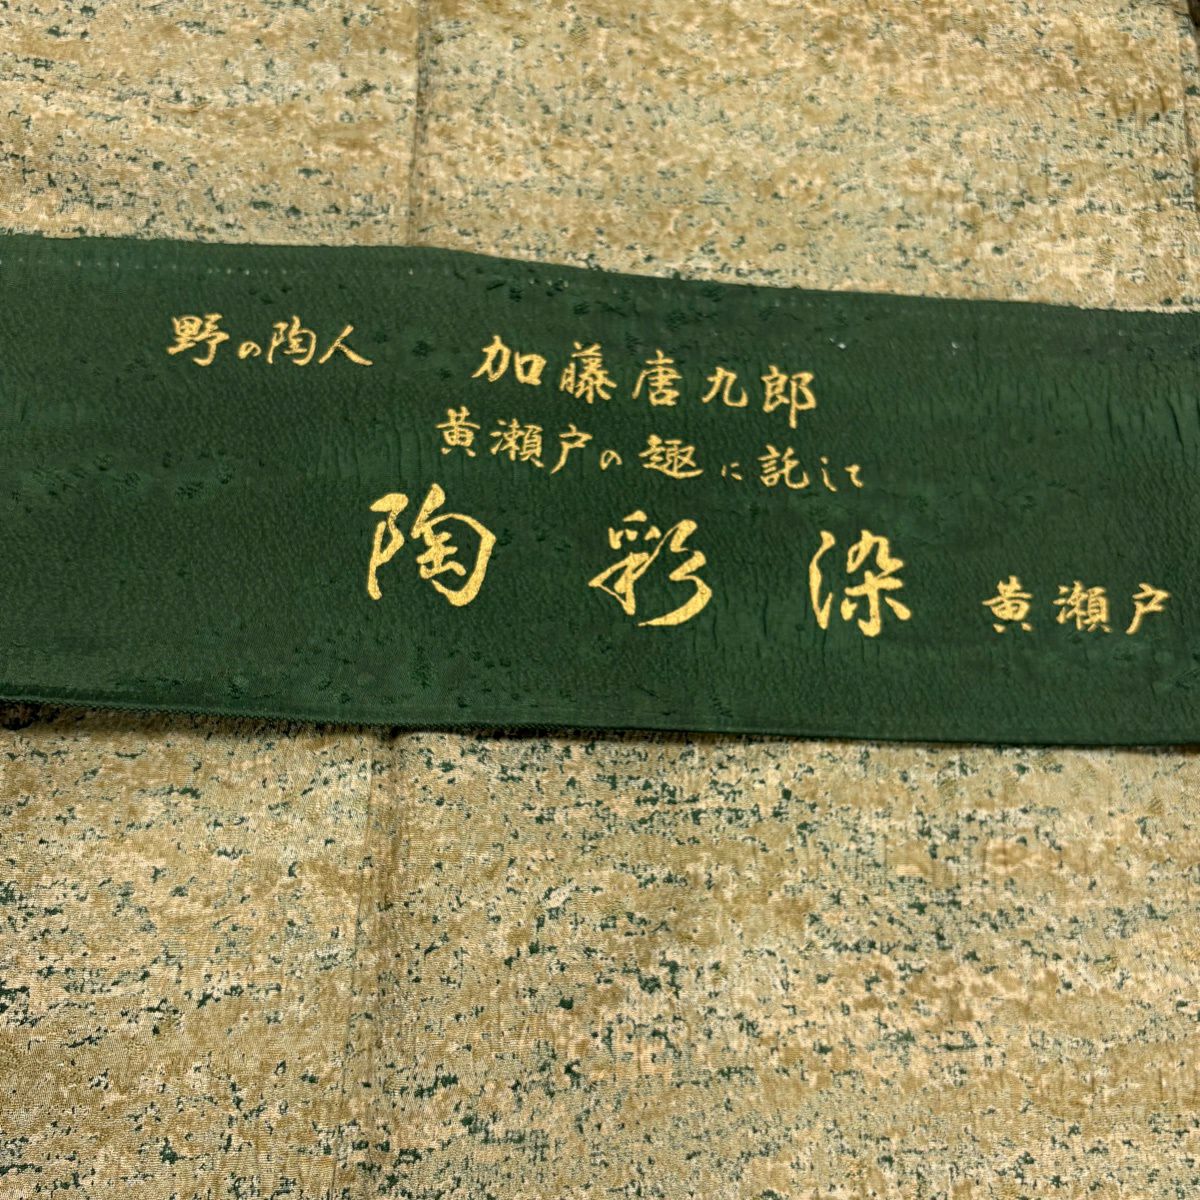 野の陶人 加藤唐九郎
黄瀬戸の趣に託して
陶彩染 黄瀬戸